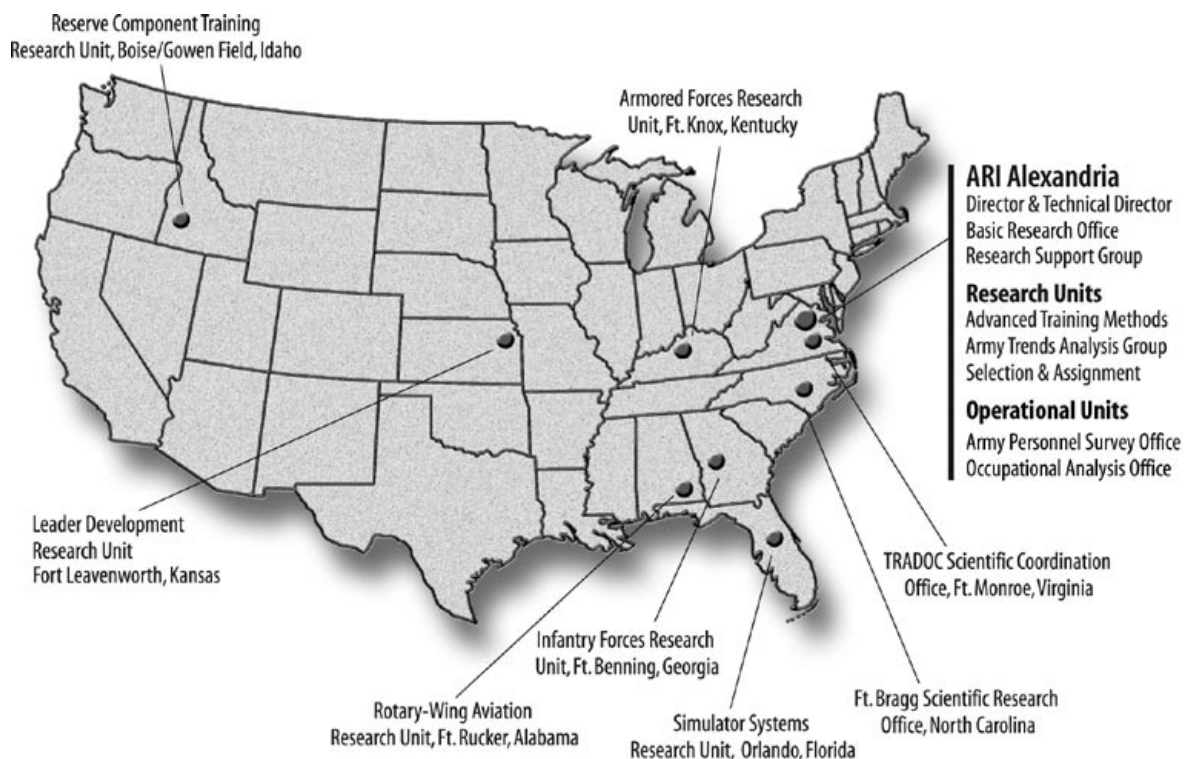 Reserve Component Training
Research Unit, Boise/Gowen Field, Idaho
Armored Forces Research
Unit, Ft. Knox, Kentucky
ARI Alexandria
Director & Technical Director
Basic Research Office
Research Support Group
Research Units
Advanced Training Methods
Army Trends Analysis Group
Selection & Assignment
Operational Units
Army Personnel Survey Office
Occupational Analysis Office
Leader Development
Research Unit
Fort Leavenworth, Kansas
TRADOC Scientific Coordination
Office, Ft. Monroe, Virginia
Infantry Forces Research
Unit, Ft. Benning, Georgia
Ft. Bragg Scientific Research
Office, North Carolina
Rotary-Wing Aviation
Research Unit, Ft. Rucker, Alabama
Simulator Systems
Research Unit, Orlando, Florida